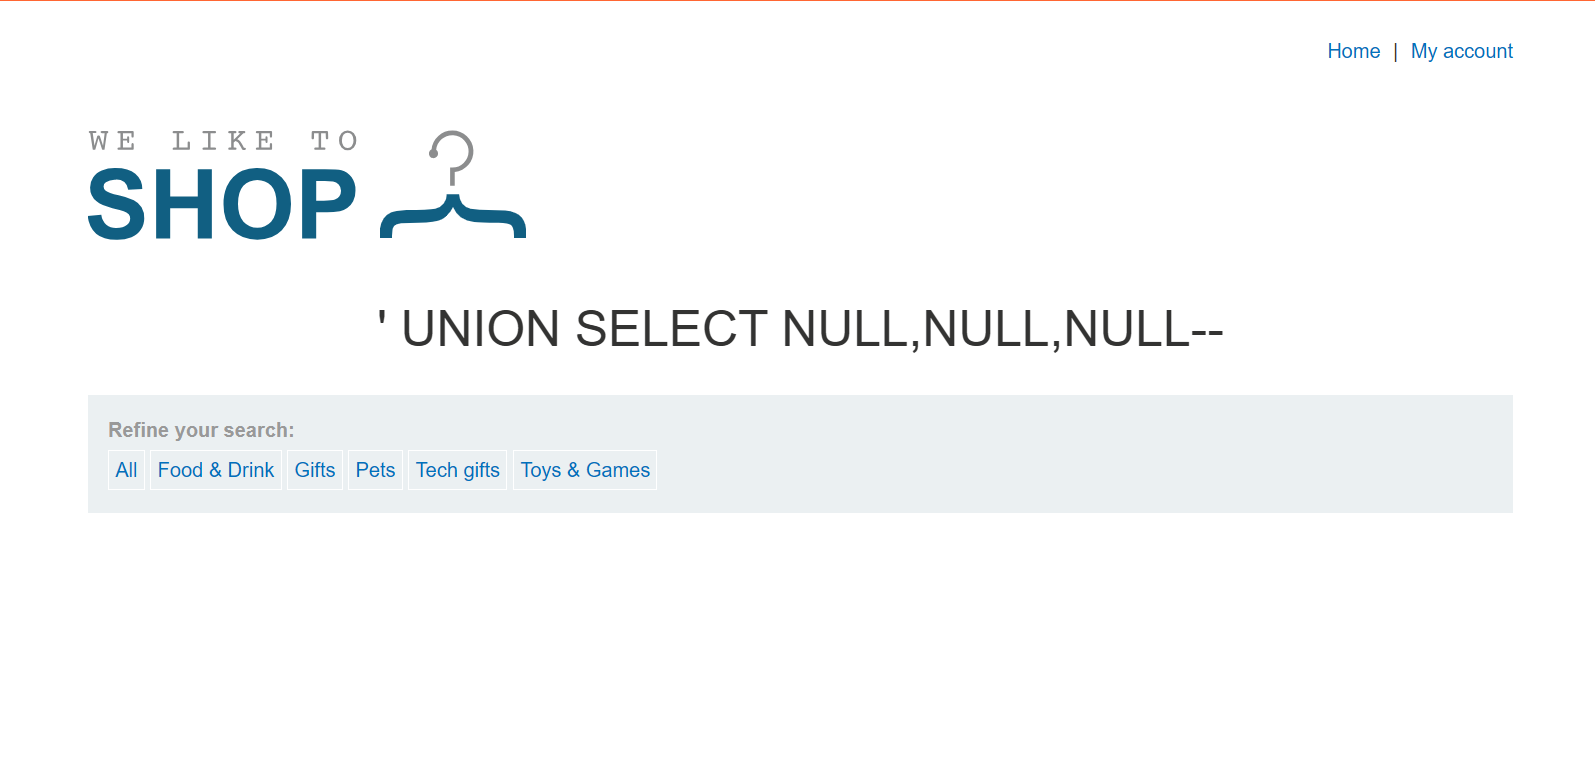 Home | My account
WE LIKE TO
SHOP
' UNION SELECT NULL,NULL,NULL--
Refine your search:
All Food & Drink Gifts Pets Tech gifts Toys & Games